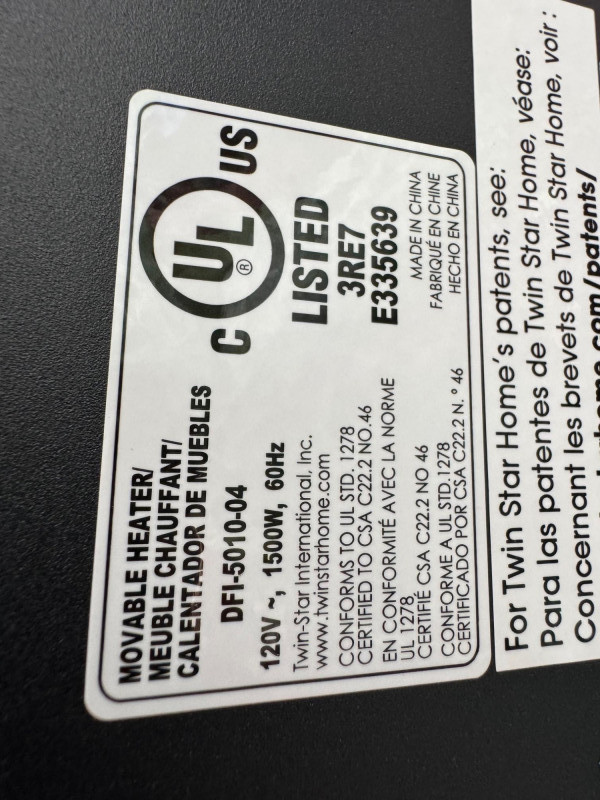 MOVABLE HEATER/
MEUBLE CHAUFFANT/
CALENTADOR DE MUEBLES
DFI-5010-04
120V ~, 1500W, 60Hz
Twin-Star International, Inc.
www.twinstarhome.com
CONFORMS TO UL STD. 1278
CERTIFIED TO CSA C22.2 NO.46
EN CONFORMITÉ AVEC LA NORME
UL 1278
CERTIFIÉ CSA C22.2 NO 46
CONFORME A UL STD.1278
CERTIFICADO POR CSA C22.2 N. ° 46
C UL ® US
LISTED
3RE7
E335639
MADE IN CHINA
FABRIQUÉ EN CHINE
HECHO EN CHINA
For Twin Star Home's patents, see:
Para las patentes de Twin Star Home, véase:
Concernant les brevets de Twin Star Home, voir :
.com/patents/